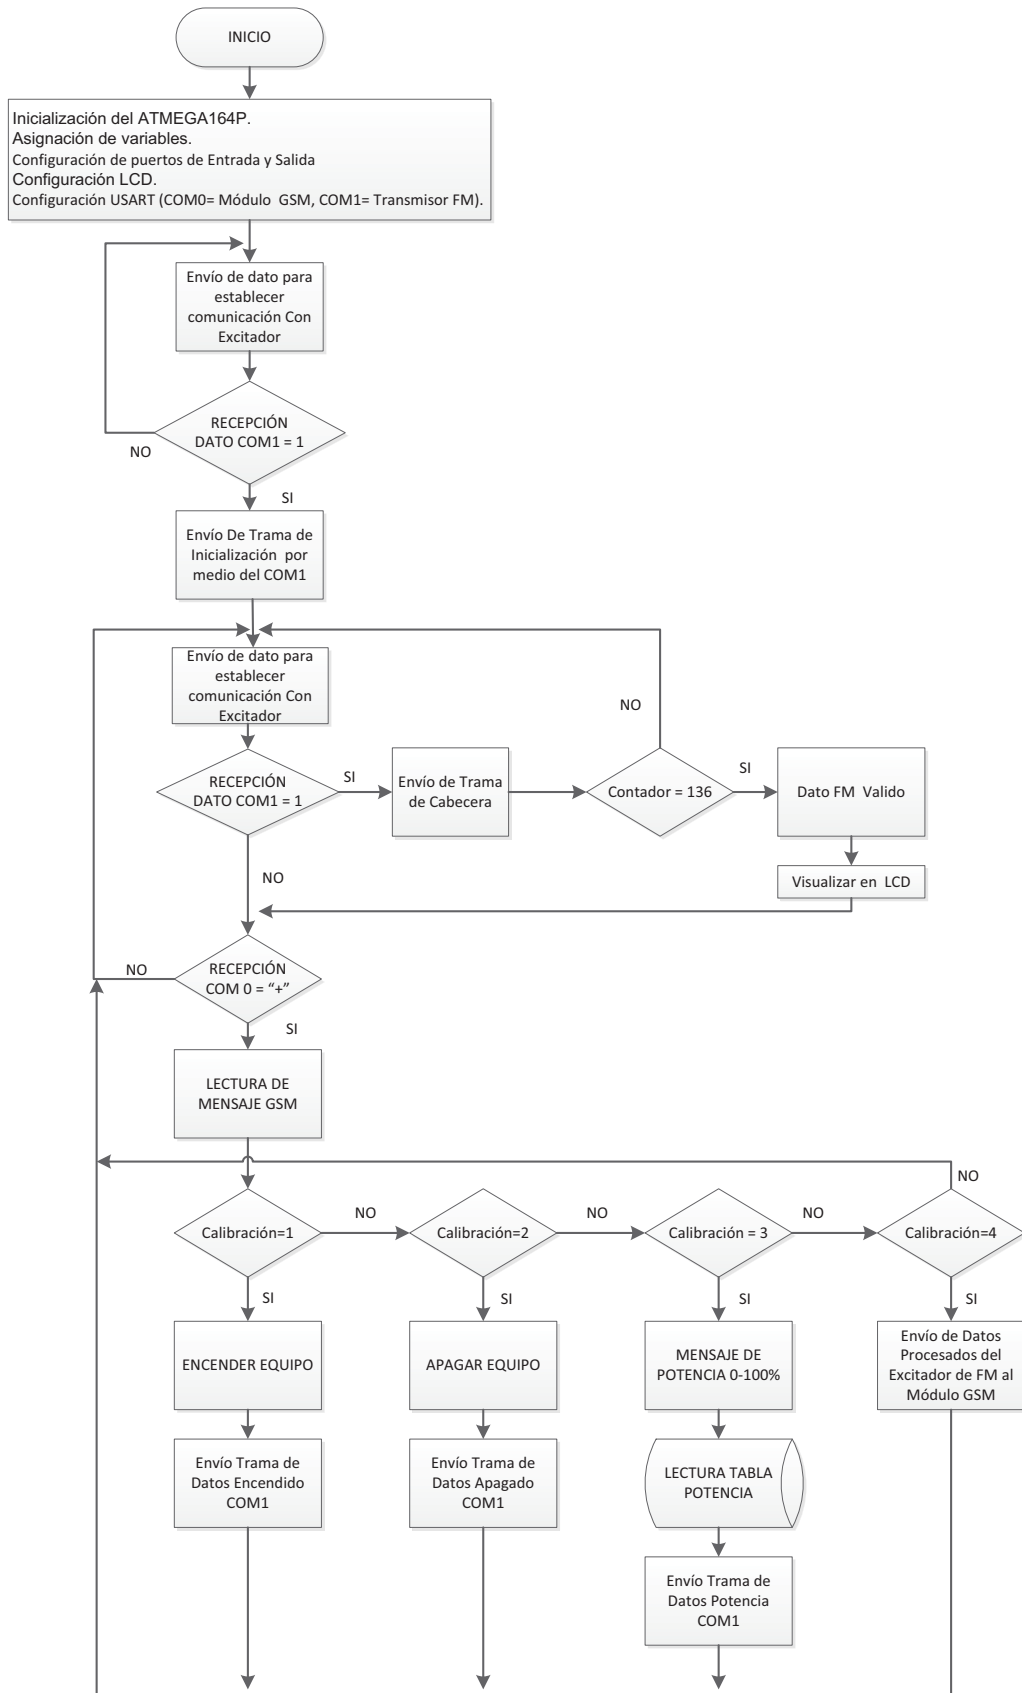 INICIO
Inicialización del ATMEGA164P.
Asignación de variables.
Configuración de puertos de Entrada y Salida
Configuración LCD.
Configuración USART (COM0= Módulo GSM, COM1= Transmisor FM).
Envío de dato para
establecer
comunicación Con
Excitador
RECEPCIÓN
DATO COM1 = 1
NO
SI
Envío De Trama de
Inicialización por
medio del COM1
Envío de dato para
establecer
comunicación Con
Excitador
NO
RECEPCIÓN
DATO COM1 = 1
SI
Envío de Trama
de Cabecera
Contador = 136
SI
Dato FM Valido
Visualizar en LCD
NO
RECEPCIÓN
COM 0 = “+”
NO
SI
LECTURA DE
MENSAJE GSM
Calibración=1
NO
Calibración=2
NO
Calibración = 3
NO
Calibración=4
NO
SI
SI
SI
SI
ENCENDER EQUIPO
APAGAR EQUIPO
MENSAJE DE
POTENCIA 0-100%
Envío de Datos
Procesados del
Excitador de FM al
Módulo GSM
Envío Trama de
Datos Encendido
COM1
Envío Trama de
Datos Apagado
COM1
LECTURA TABLA
POTENCIA
Envío Trama de
Datos Potencia
COM1